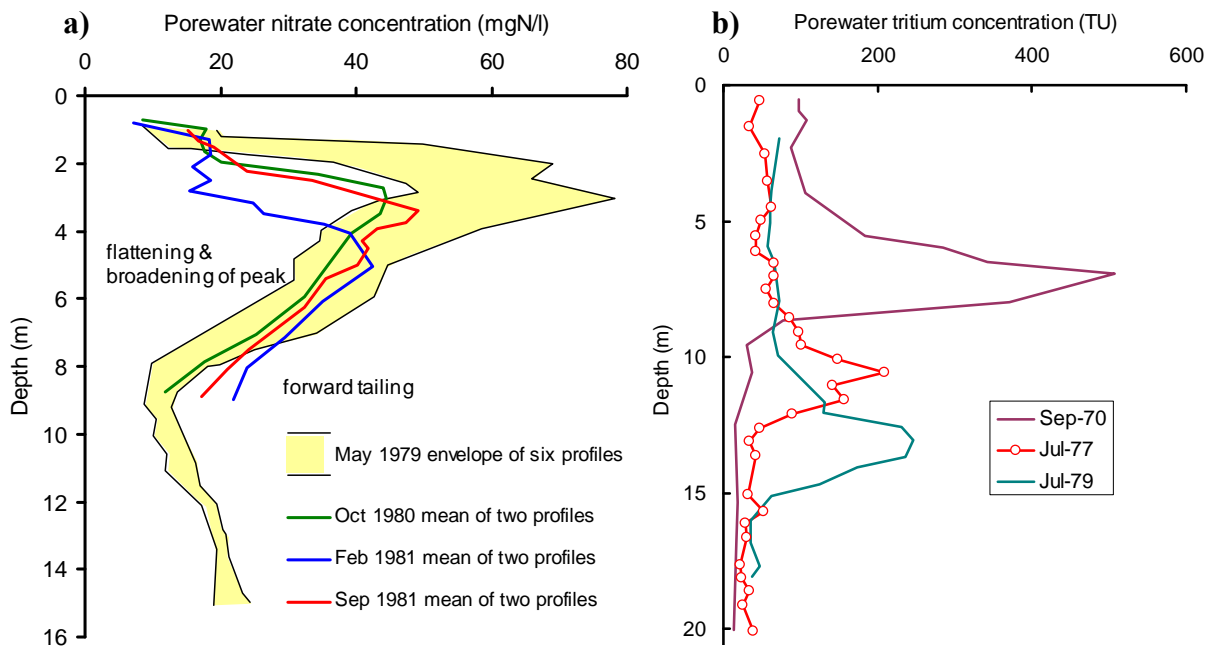 a)
Porewater nitrate concentration (mgN/l)
0 20 40 60 80
0
2
4
6
8
10
12
14
16
Depth (m)
flattening &
broadening of peak
forward tailing
May 1979 envelope of six profiles
Oct 1980 mean of two profiles
Feb 1981 mean of two profiles
Sep 1981 mean of two profiles
b)
Porewater tritium concentration (TU)
0 200 400 600
0
5
10
15
20
Depth (m)
Sep-70
Jul-77
Jul-79